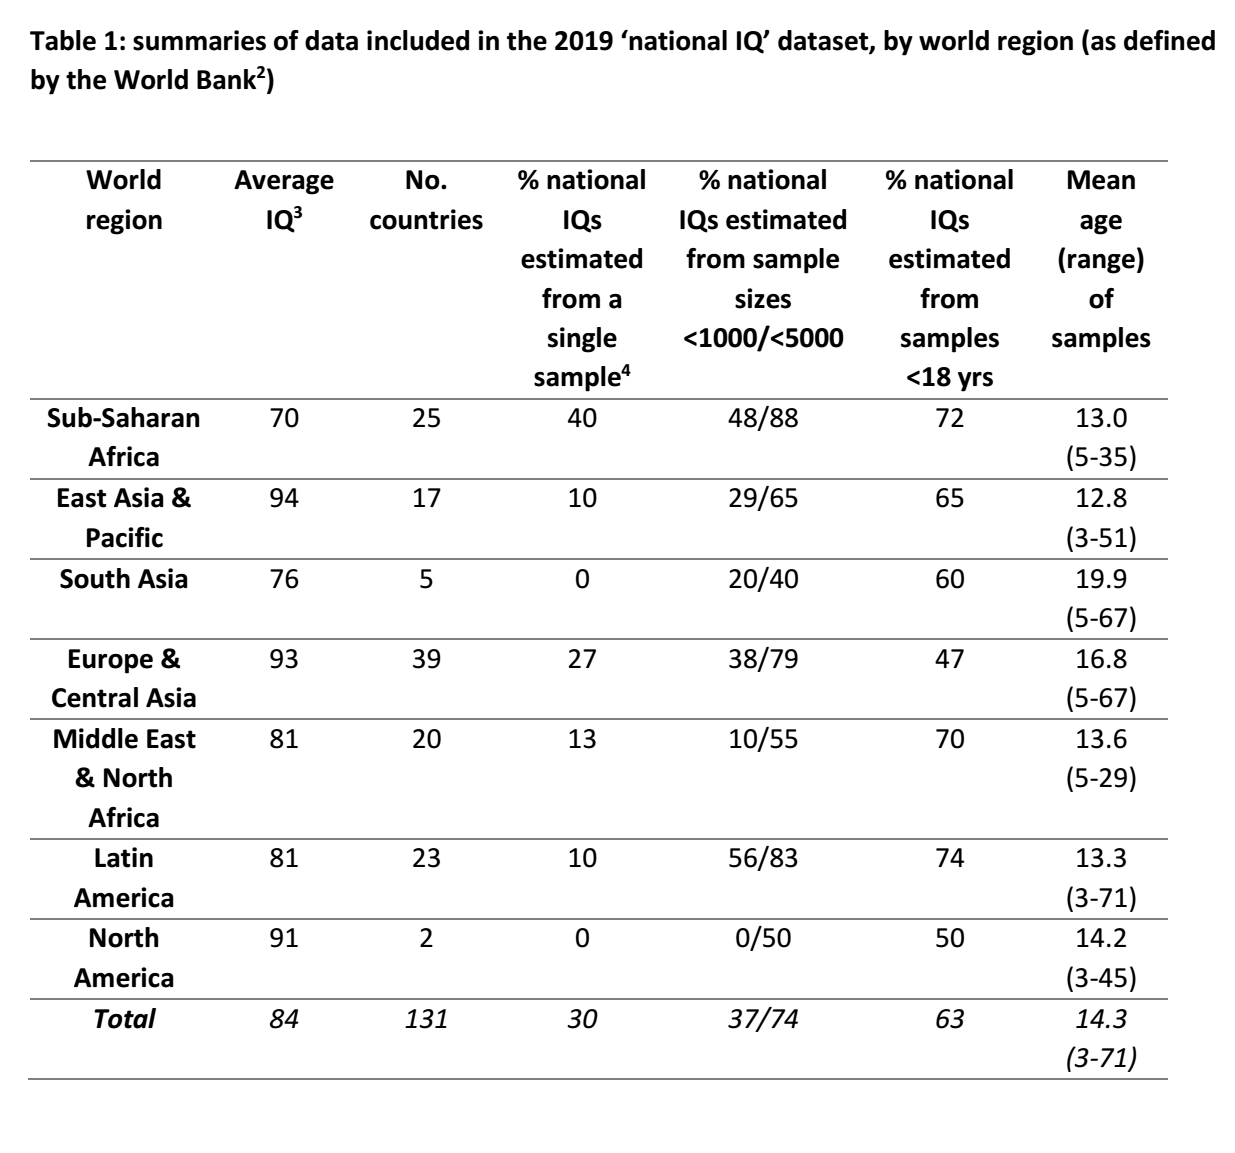 Table 1: summaries of data included in the 2019 ‘national IQ’ dataset, by world region (as defined
by the World Bank²)
World region | Average IQ³ | No. countries | % national IQs estimated from a single sample⁴ | % national IQs estimated from sample sizes <1000/<5000 | % national IQs estimated from samples <18 yrs | Mean age (range) of samples
Sub-Saharan Africa | 70 | 25 | 40 | 48/88 | 72 | 13.0 (5-35)
East Asia & Pacific | 94 | 17 | 10 | 29/65 | 65 | 12.8 (3-51)
South Asia | 76 | 5 | 0 | 20/40 | 60 | 19.9 (5-67)
Europe & Central Asia | 93 | 39 | 27 | 38/79 | 47 | 16.8 (5-67)
Middle East & North Africa | 81 | 20 | 13 | 10/55 | 70 | 13.6 (5-29)
Latin America | 81 | 23 | 10 | 56/83 | 74 | 13.3 (3-71)
North America | 91 | 2 | 0 | 0/50 | 50 | 14.2 (3-45)
Total | 84 | 131 | 30 | 37/74 | 63 | 14.3 (3-71)